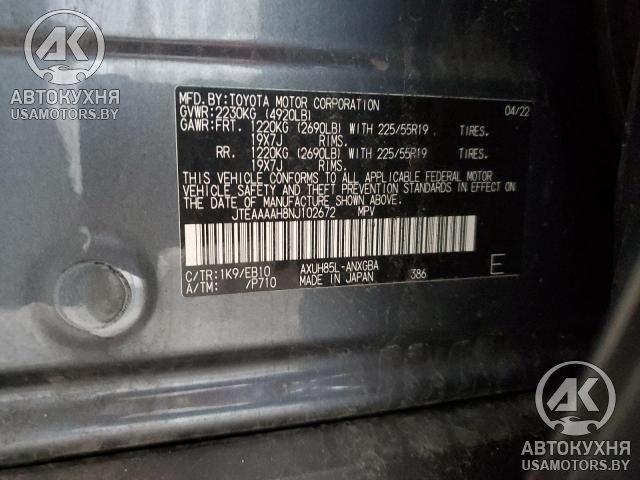 AK
АВТОКУХНЯ
USAMOTORS.BY
MFD.BY:TOYOTA MOTOR CORPORATION 04/22
GVWR:2230KG (4920LB)
GAWR:FRT. 1220KG (2690LB) WITH 225/55R19 TIRES.
19X7J RIMS.
RR. 1220KG (2690LB) WITH 225/55R19 TIRES.
19X7J RIMS.
THIS VEHICLE CONFORMS TO ALL APPLICABLE FEDERAL MOTOR
VEHICLE SAFETY AND THEFT PREVENTION STANDARDS IN EFFECT
ON THE DATE OF MANUFACTURE SHOWN ABOVE.
JTEAAAAH8NJ102672 MPV
C/TR:1K9/EB10 AXUH85L-ANXGBA
A/TM: /P710 MADE IN JAPAN 386 E
AK
АВТОКУХНЯ
USAMOTORS.BY